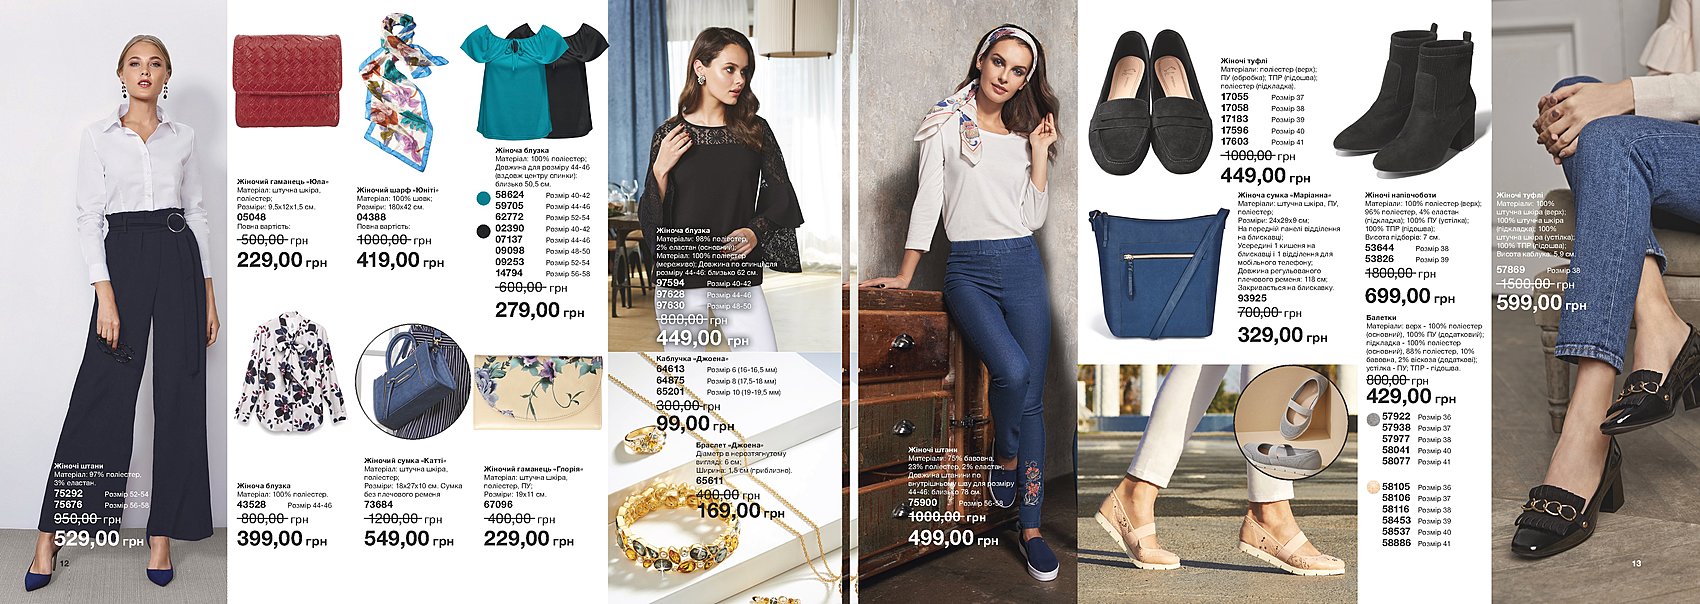 Жіночі штани
Матеріал: 97% поліестер,
3% еластан.
75292 Розмір 52-54
75676 Розмір 56-58
950,00 грн
529,00 грн
12
Жіночий гаманець «Юла»
Матеріал: штучна шкіра,
поліестер;
Розміри: 9,5x12x1,5 см.
05048
Повна вартість:
500,00 грн
229,00 грн
Жіночий шарф «Юніті»
Матеріал: 100% шовк;
Розміри: 180x42 см.
04388
Повна вартість:
1000,00 грн
419,00 грн
Жіноча блузка
Матеріал: 100% поліестер;
Довжина для розміру 44-46
(вздовж центру спинки):
близько 50,5 см.
58624 Розмір 40-42
59705 Розмір 44-46
62772 Розмір 52-54
02390 Розмір 40-42
07137 Розмір 44-46
09098 Розмір 48-50
09253 Розмір 52-54
14794 Розмір 56-58
600,00 грн
279,00 грн
Жіноча блузка
Матеріал: 100% поліестер.
43528 Розмір 44-46
800,00 грн
399,00 грн
Жіночий сумка «Катті»
Матеріал: штучна шкіра,
поліестер;
Розміри: 18x27x10 см. Сумка
без плечового ременя
73684
1200,00 грн
549,00 грн
Жіночий гаманець «Глорія»
Матеріал: штучна шкіра,
поліестер, ПУ;
Розміри: 19x11 см.
67096
400,00 грн
229,00 грн
Жіноча блузка
Матеріали: 98% поліестер,
2% еластан (основний);
Матеріал: 100% поліестер
(мереживо); Довжина по спинці для
розміру 44-46: близько 62 см.
97594 Розмір 40-42
97628 Розмір 44-46
97630 Розмір 48-50
800,00 грн
449,00 грн
Каблучка «Джоена»
64613 Розмір 6 (16-16,5 мм)
64875 Розмір 8 (17,5-18 мм)
65201 Розмір 10 (19-19,5 мм)
300,00 грн
99,00 грн
Браслет «Джоена»
Діаметр в нерозтягнутому
вигляді: 6 см;
Ширина: 1,5 см (приблизно).
65611
400,00 грн
169,00 грн
Жіночі штани
Матеріали: 75% бавовна,
23% поліестер, 2% еластан;
Довжина штанини по
внутрішньому шву для розміру
44-46: близько 78 см.
75900 Розмір 56-58
1000,00 грн
499,00 грн
Жіночі туфлі
Матеріали: поліестер (верх);
ПУ (обробка); ТПР (підошва);
поліестер (підкладка).
17055 Розмір 37
17058 Розмір 38
17183 Розмір 39
17596 Розмір 40
17603 Розмір 41
1000,00 грн
449,00 грн
Жіноча сумка «Маріанна»
Матеріали: штучна шкіра, ПУ,
поліестер;
Розміри: 24x29x9 см;
На передній панелі відділення
на блискавці;
Усередині 1 кишеня на
блискавці і 1 відділення для
мобільного телефону;
Довжина регульованого
плечового ременя: 118 см;
Закривається на блискавку.
93925
700,00 грн
329,00 грн
Жіночі напівчоботи
Матеріали: 100% поліестер (верх);
96% поліестер, 4% еластан
(підкладка); 100% ПУ (устілка);
100% ТПР (підошва);
Висота підборів: 7 см.
53644 Розмір 38
53826 Розмір 39
1800,00 грн
699,00 грн
Балетки
Матеріали: верх - 100% поліестер
(основний), 100% ПУ (додатковий);
підкладка - 100% поліестер
(основний), 88% поліестер, 10%
бавовна, 2% віскоза (додаткові);
устілка - ПУ; ТПР - підошва.
800,00 грн
429,00 грн
57922 Розмір 36
57938 Розмір 37
57977 Розмір 38
58041 Розмір 40
58077 Розмір 41
58105 Розмір 36
58106 Розмір 37
58116 Розмір 38
58453 Розмір 39
58537 Розмір 40
58886 Розмір 41
Жіночі туфлі
Матеріали: 100%
штучна шкіра (верх);
100% штучна шкіра
(підкладка); 100%
штучна шкіра (устілка);
100% ТПР (підошва);
Висота каблука: 5,9 см.
57869 Розмір 38
1500,00 грн
599,00 грн
13